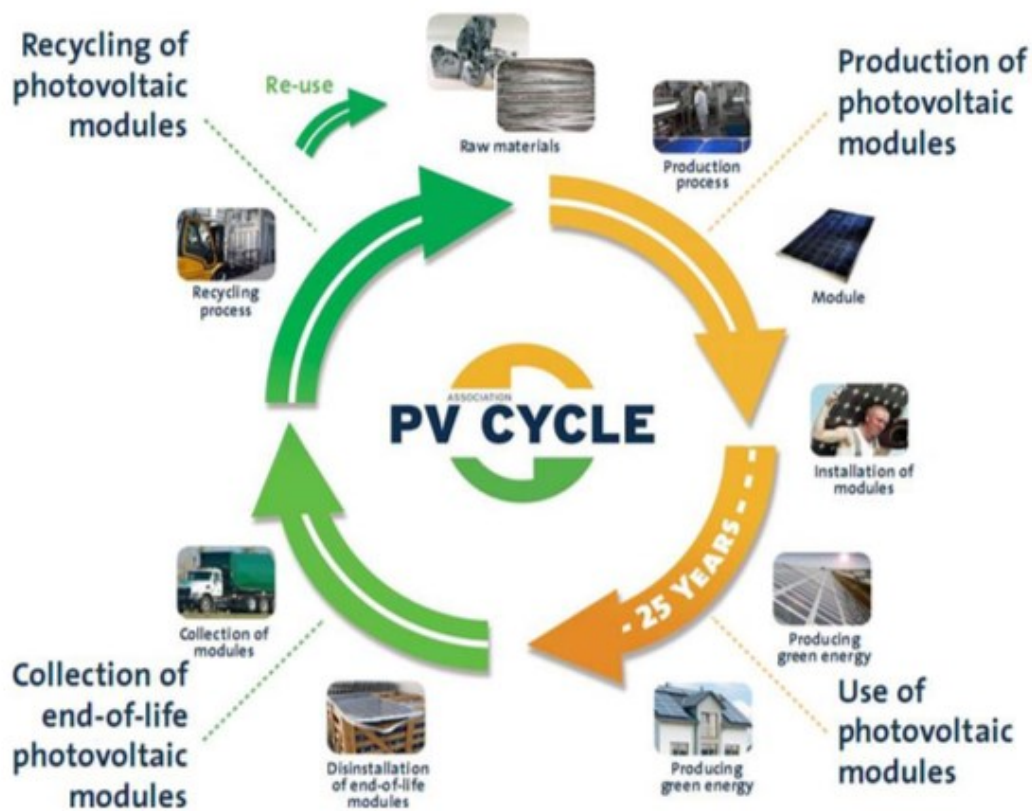 Recycling of
photovoltaic
modules
Re-use
Raw materials
Production
process
Production of
photovoltaic
modules
Module
Recycling
process
ASSOCIATION
PV CYCLE
Installation of
modules
- 25 YEARS - - -
Producing
green energy
Collection of
modules
Use of
photovoltaic
modules
Producing
green energy
Disinstallation
of end-of-life
modules
Collection of
end-of-life
photovoltaic
modules